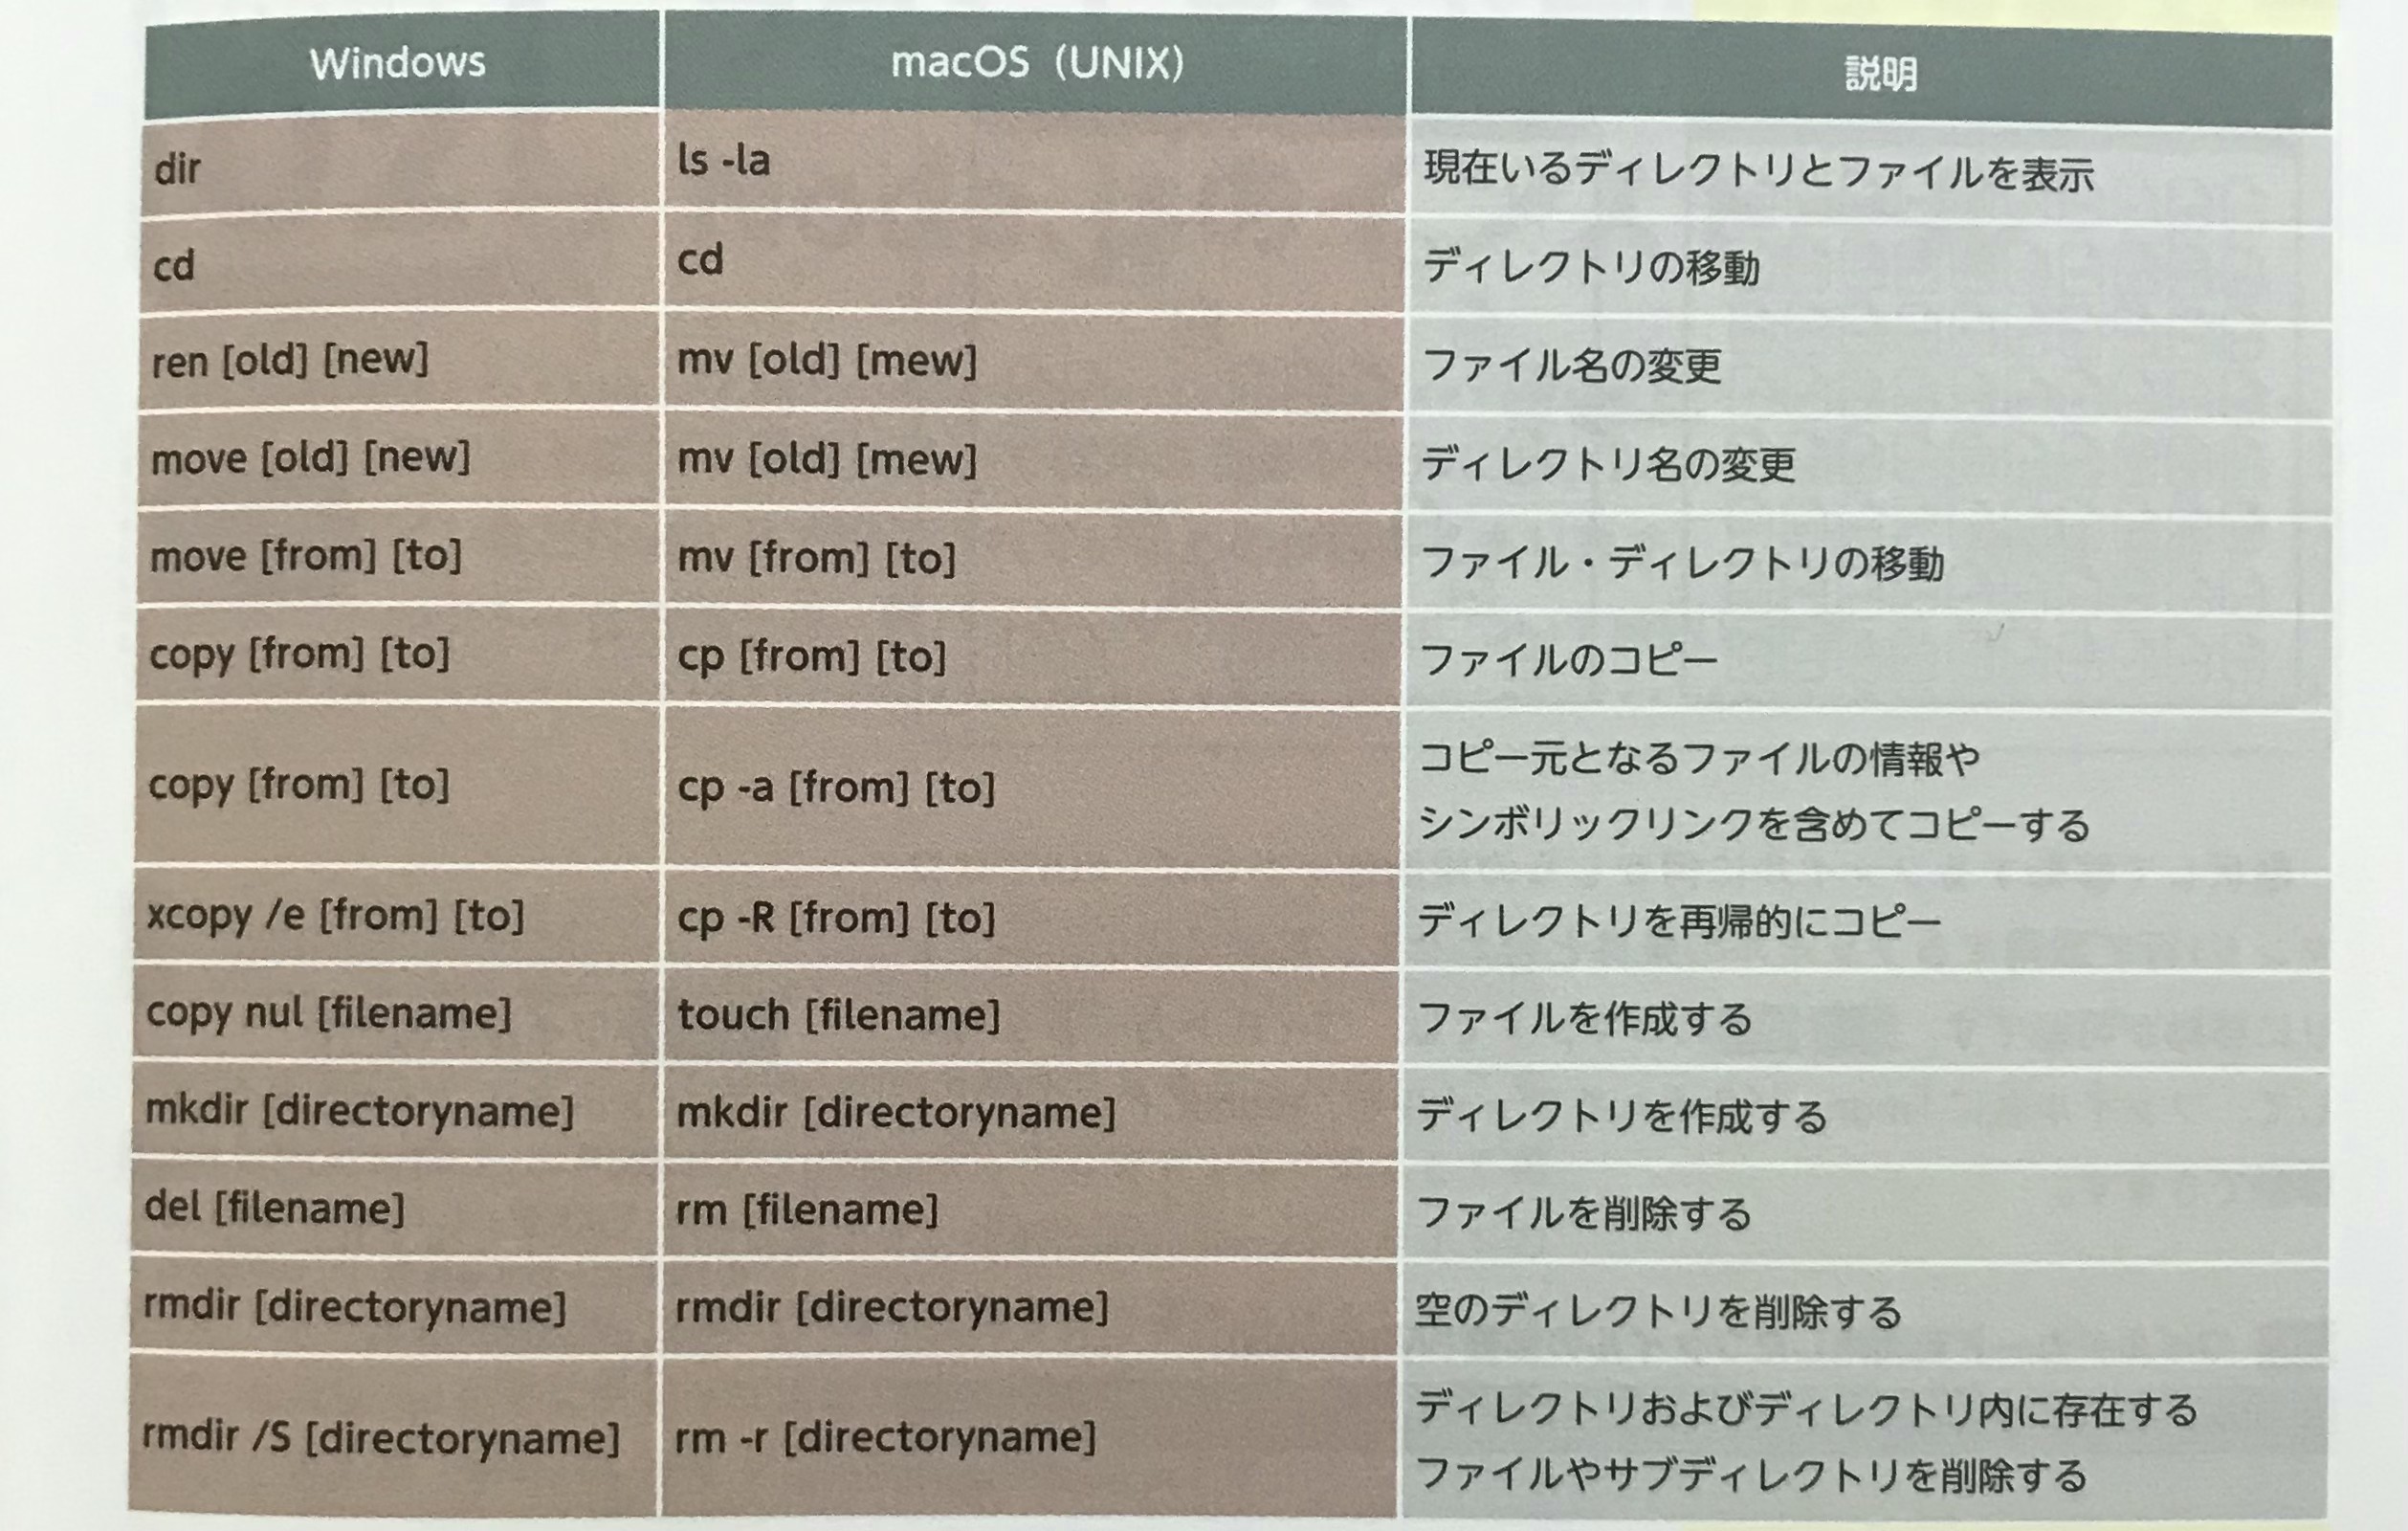 Windows macOS（UNIX） 説明
dir ls -la 現在いるディレクトリとファイルを表示
cd cd ディレクトリの移動
ren [old] [new] mv [old] [mew] ファイル名の変更
move [old] [new] mv [old] [mew] ディレクトリ名の変更
move [from] [to] mv [from] [to] ファイル・ディレクトリの移動
copy [from] [to] cp [from] [to] ファイルのコピー
copy [from] [to] cp -a [from] [to] コピー元となるファイルの情報や
シンボリックリンクを含めてコピーする
xcopy /e [from] [to] cp -R [from] [to] ディレクトリを再帰的にコピー
copy nul [filename] touch [filename] ファイルを作成する
mkdir [directoryname] mkdir [directoryname] ディレクトリを作成する
del [filename] rm [filename] ファイルを削除する
rmdir [directoryname] rmdir [directoryname] 空のディレクトリを削除する
rmdir /S [directoryname] rm -r [directoryname] ディレクトリおよびディレクトリ内に存在する
ファイルやサブディレクトリを削除する